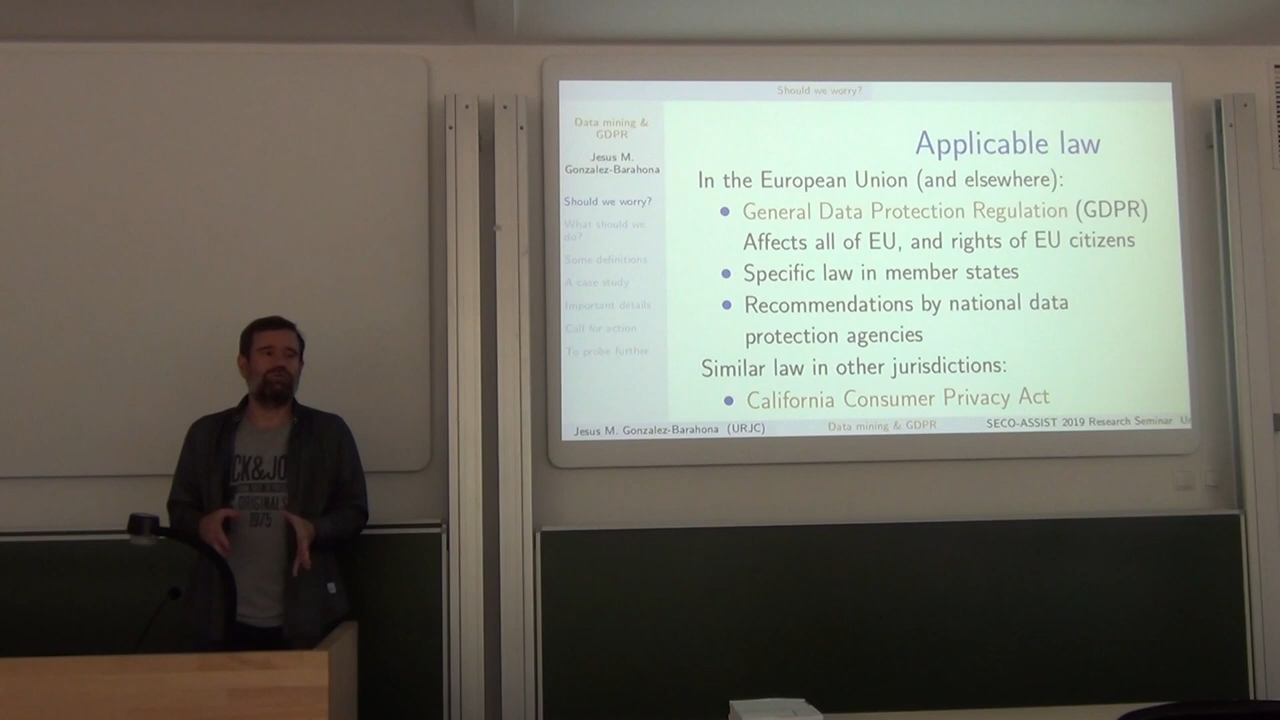 Should we worry?
Data mining &
GDPR
Jesus M.
Gonzalez-Barahona
Should we worry?
What should we
do?
Some definitions
A case study
Important details
Call for action
To probe further
Applicable law
In the European Union (and elsewhere):
General Data Protection Regulation (GDPR)
Affects all of EU, and rights of EU citizens
Specific law in member states
Recommendations by national data
protection agencies
Similar law in other jurisdictions:
California Consumer Privacy Act
Jesus M. Gonzalez-Barahona (URJC)
Data mining & GDPR
SECO-ASSIST 2019 Research Seminar
CK&JO
ORIGINALS
1975